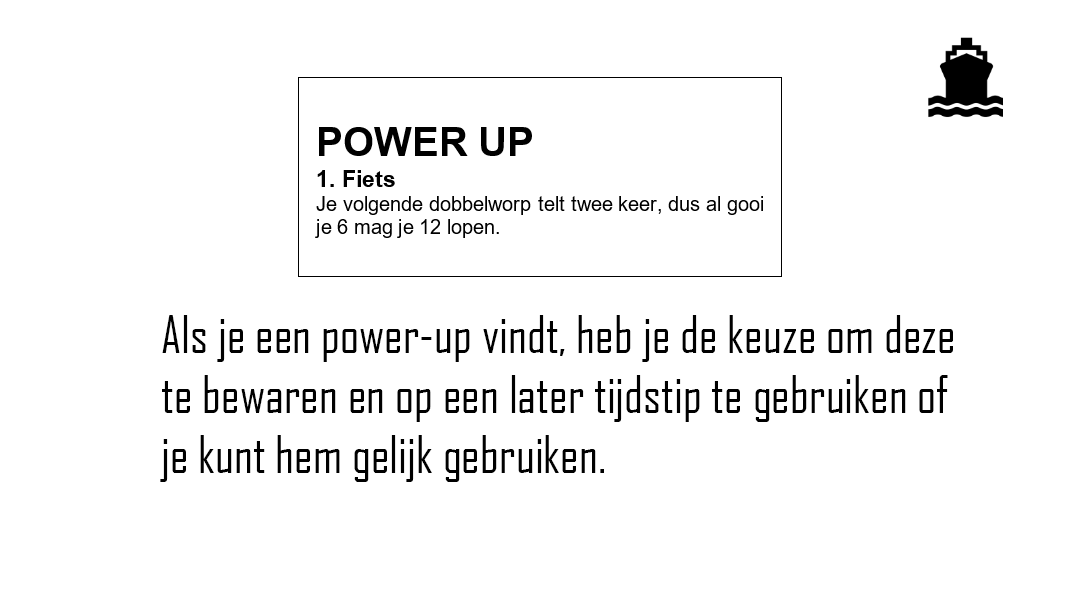 POWER UP
1. Fiets
Je volgende dobbelworp telt twee keer, dus al gooi
je 6 mag je 12 lopen.
Als je een power-up vindt, heb je de keuze om deze
te bewaren en op een later tijdstip te gebruiken of
je kunt hem gelijk gebruiken.